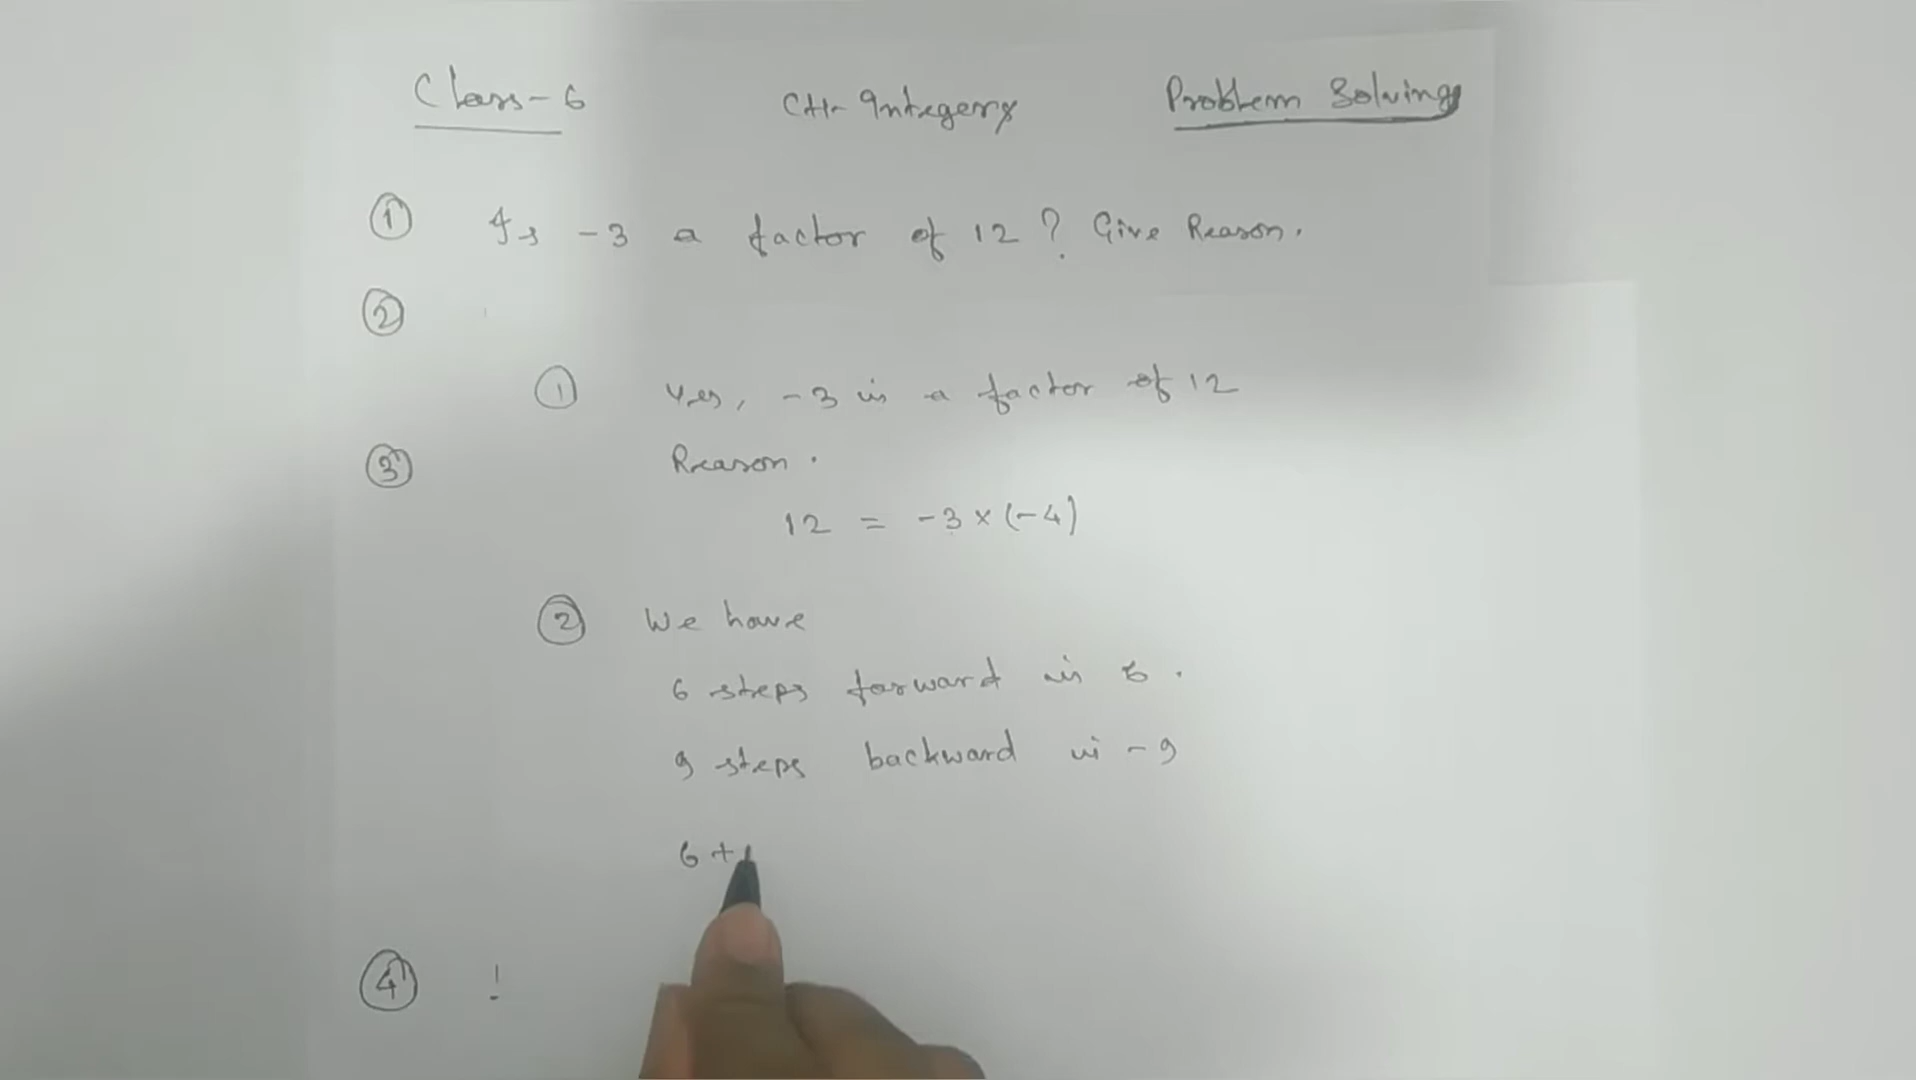 Class-6 CH- Integers Problem Solving
① Is -3 a factor of 12 ? Give Reason.
②
① Yes, -3 is a factor of 12
③ Reason.
12 = -3 × (-4)
② We have
6 steps forward is 6.
9 steps backward is -9
6 +
④ !